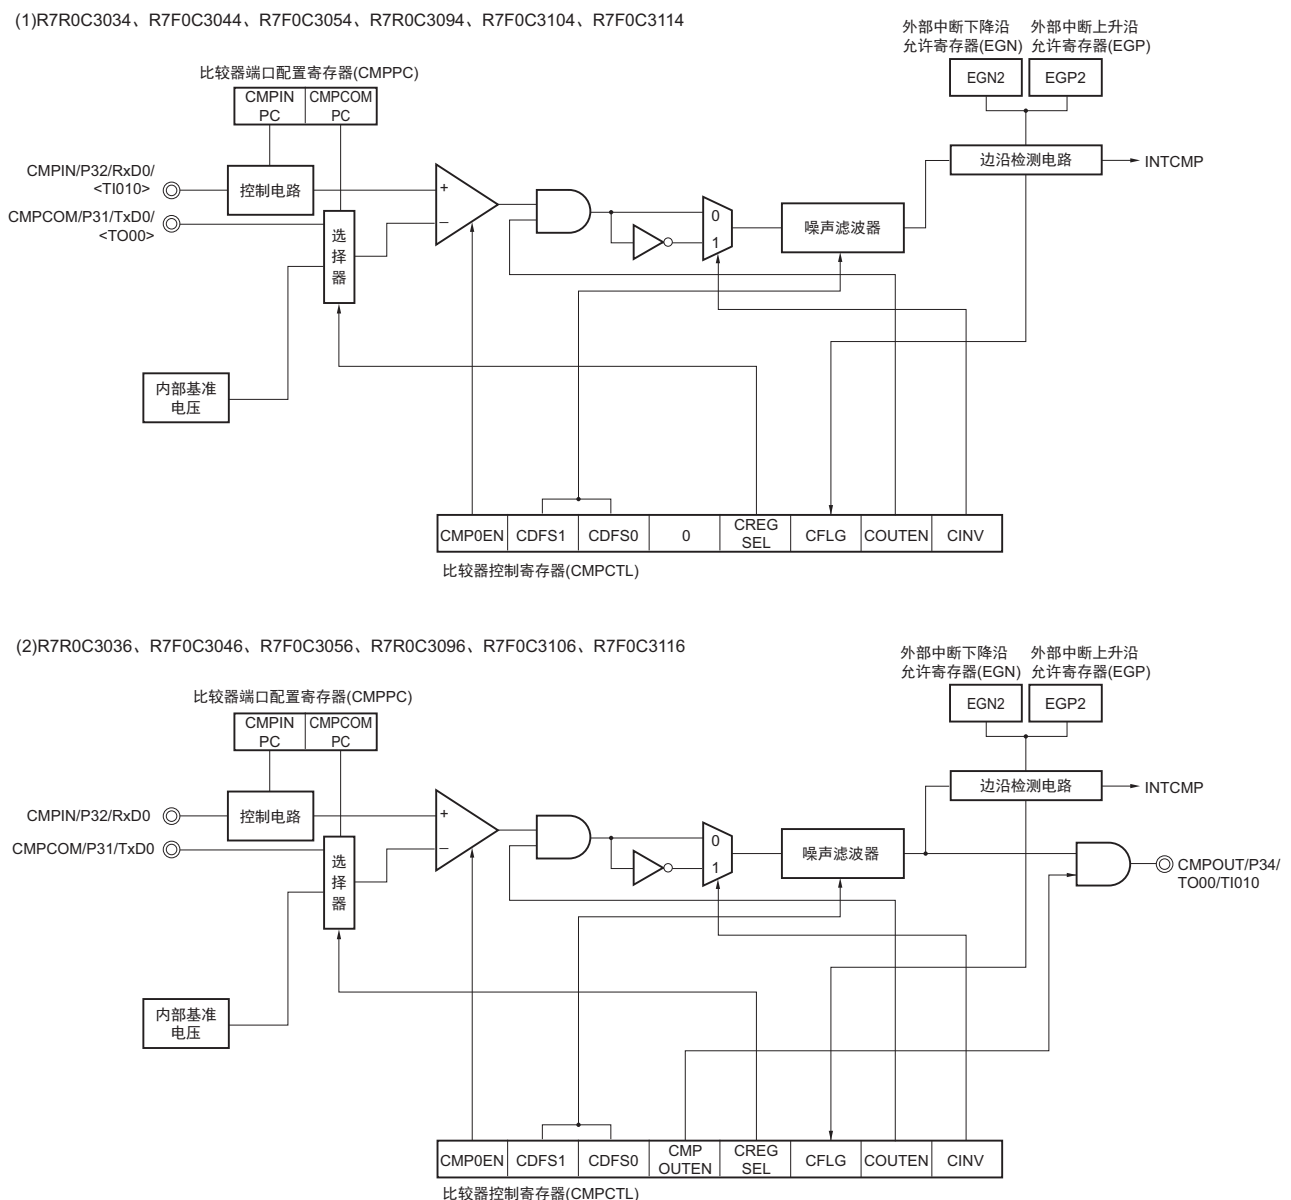 (1)R7R0C3034、R7F0C3044、R7F0C3054、R7R0C3094、R7F0C3104、R7F0C3114
外部中断下降沿
允许寄存器(EGN)
外部中断上升沿
允许寄存器(EGP)
比较器端口配置寄存器(CMPPC)
EGN2
EGP2
CMPIN
PC
CMPCOM
PC
CMPIN/P32/RxD0/
<TI010>
控制电路
边沿检测电路
INTCMP
CMPCOM/P31/TxD0/
<TO00>
选
择
器
+
−
0
1
噪声滤波器
内部基准
电压
CMP0EN
CDFS1
CDFS0
0
CREG
SEL
CFLG
COUTEN
CINV
比较器控制寄存器(CMPCTL)
(2)R7R0C3036、R7F0C3046、R7F0C3056、R7R0C3096、R7F0C3106、R7F0C3116
外部中断下降沿
允许寄存器(EGN)
外部中断上升沿
允许寄存器(EGP)
比较器端口配置寄存器(CMPPC)
EGN2
EGP2
CMPIN
PC
CMPCOM
PC
边沿检测电路
INTCMP
CMPIN/P32/RxD0
控制电路
CMPCOM/P31/TxD0
选
择
器
+
−
0
1
噪声滤波器
CMPOUT/P34/
TO00/TI010
内部基准
电压
CMP0EN
CDFS1
CDFS0
CMP
OUTEN
CREG
SEL
CFLG
COUTEN
CINV
比较器控制寄存器(CMPCTL)